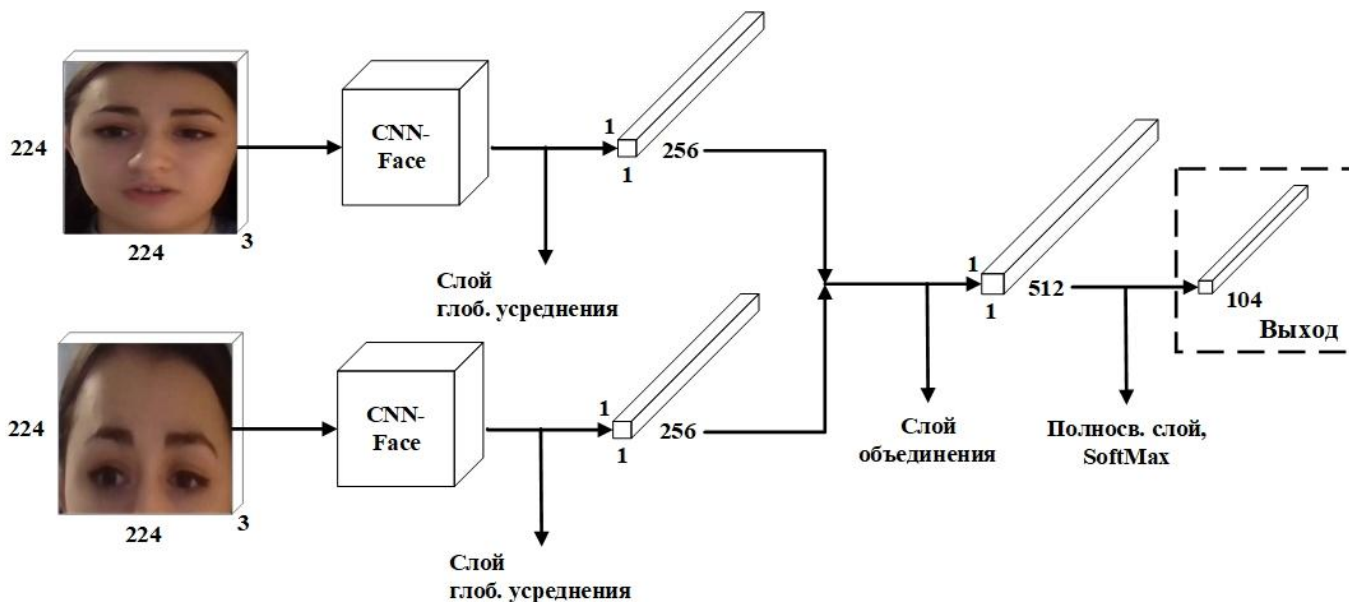 224
224
3
CNN-
Face
1
1
256
Слой
глоб. усреднения
224
224
3
CNN-
Face
1
1
256
Слой
глоб. усреднения
Слой
объединения
1
1
512
Полносв. слой,
SoftMax
104
Выход